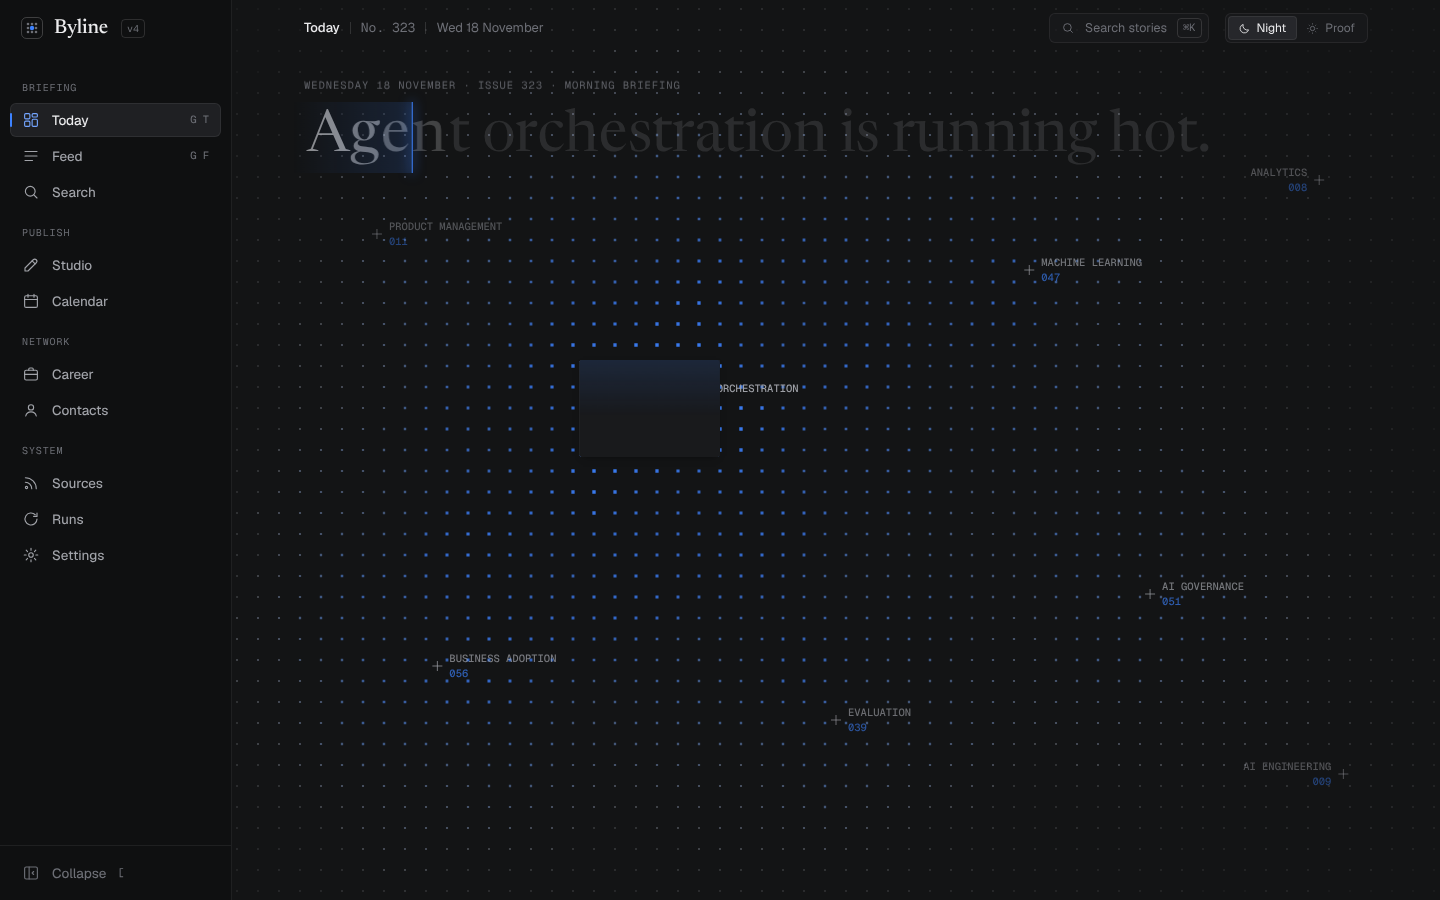 Byline v4
BRIEFING
Today G T
Feed G F
Search
PUBLISH
Studio
Calendar
NETWORK
Career
Contacts
SYSTEM
Sources
Runs
Settings
Collapse [
Today No. 323 Wed 18 November
Search stories ⌘K
Night Proof
WEDNESDAY 18 NOVEMBER · ISSUE 323 · MORNING BRIEFING
Agent orchestration is running hot.
ANALYTICS
008
PRODUCT MANAGEMENT
011
MACHINE LEARNING
047
RCHESTRATION
AI GOVERNANCE
051
BUSINESS ADOPTION
056
EVALUATION
039
AI ENGINEERING
009